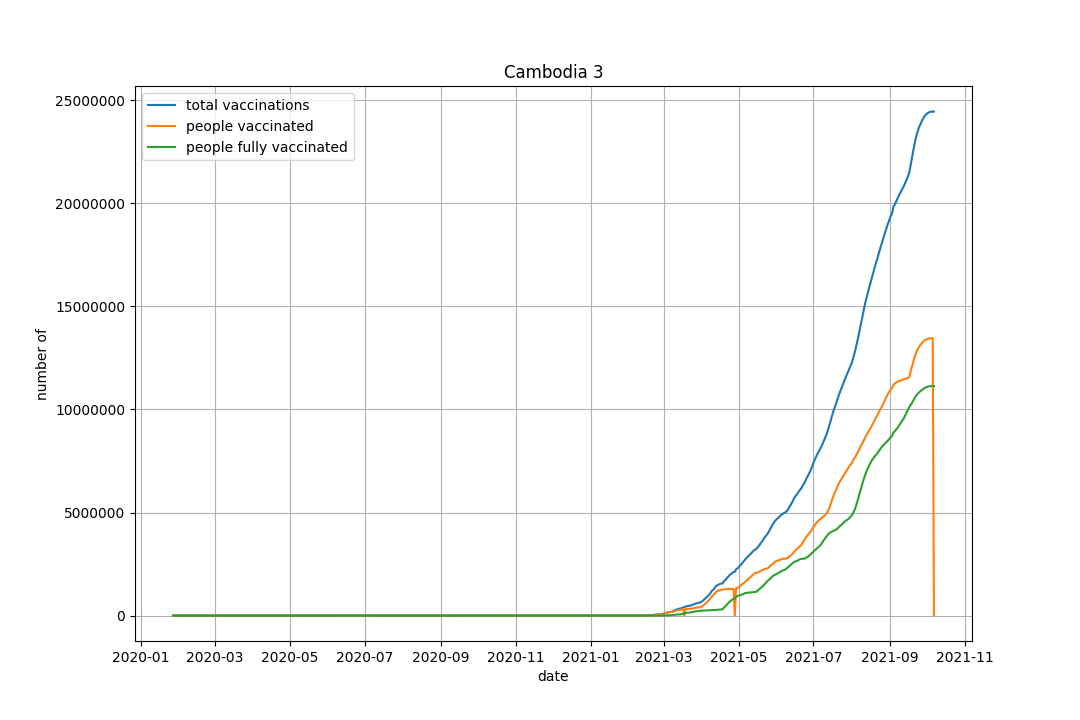 Cambodia 3
total vaccinations
people vaccinated
people fully vaccinated
25000000
20000000
15000000
10000000
5000000
0
number of
2020-01 2020-03 2020-05 2020-07 2020-09 2020-11 2021-01 2021-03 2021-05 2021-07 2021-09 2021-11
date